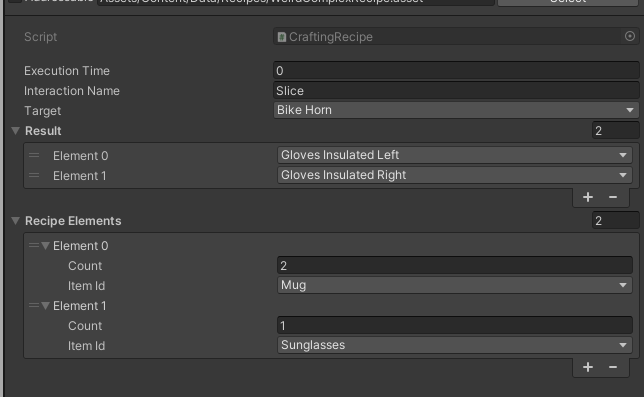 Addressable Assets/Content/Data/Recipes/WeirdComplexRecipe.asset Select
Script CraftingRecipe
Execution Time 0
Interaction Name Slice
Target Bike Horn
Result 2
Element 0 Gloves Insulated Left
Element 1 Gloves Insulated Right
+ −
Recipe Elements 2
Element 0
Count 2
Item Id Mug
Element 1
Count 1
Item Id Sunglasses
+ −